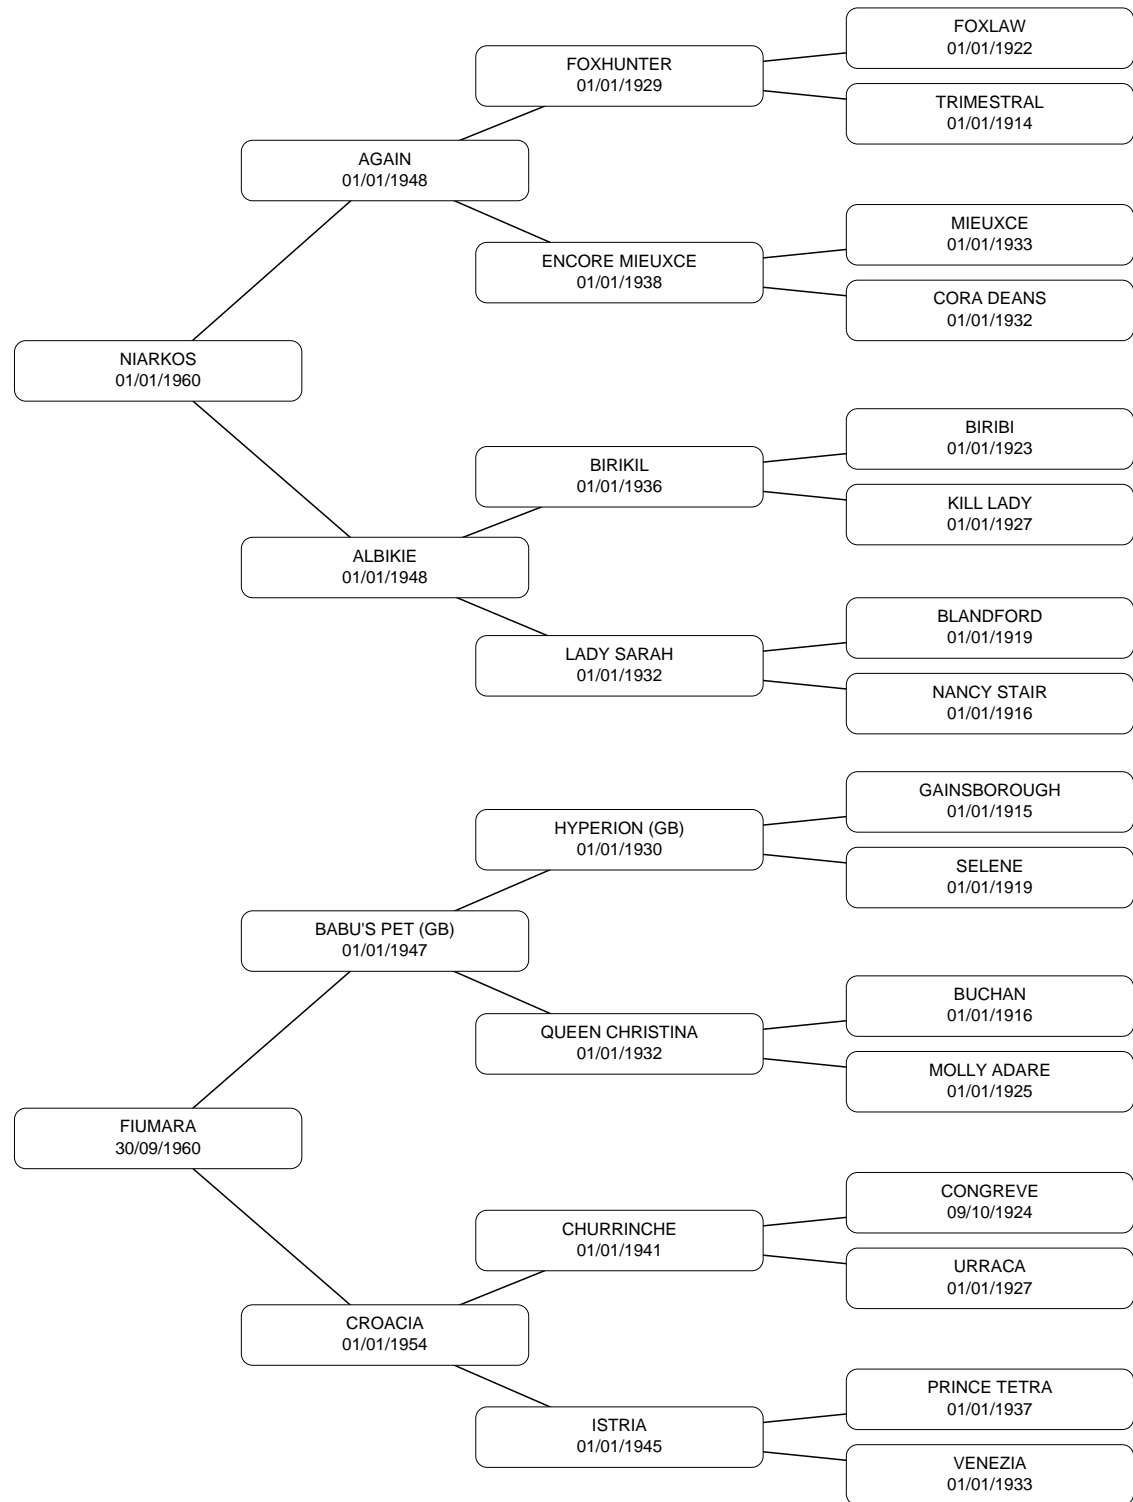 FOXLAW
01/01/1922
FOXHUNTER
01/01/1929
TRIMESTRAL
01/01/1914
AGAIN
01/01/1948
MIEUXCE
01/01/1933
ENCORE MIEUXCE
01/01/1938
CORA DEANS
01/01/1932
NIARKOS
01/01/1960
BIRIBI
01/01/1923
BIRIKIL
01/01/1936
KILL LADY
01/01/1927
ALBIKIE
01/01/1948
BLANDFORD
01/01/1919
LADY SARAH
01/01/1932
NANCY STAIR
01/01/1916
GAINSBOROUGH
01/01/1915
HYPERION (GB)
01/01/1930
SELENE
01/01/1919
BABU'S PET (GB)
01/01/1947
BUCHAN
01/01/1916
QUEEN CHRISTINA
01/01/1932
MOLLY ADARE
01/01/1925
FIUMARA
30/09/1960
CONGREVE
09/10/1924
CHURRINCHE
01/01/1941
URRACA
01/01/1927
CROACIA
01/01/1954
PRINCE TETRA
01/01/1937
ISTRIA
01/01/1945
VENEZIA
01/01/1933